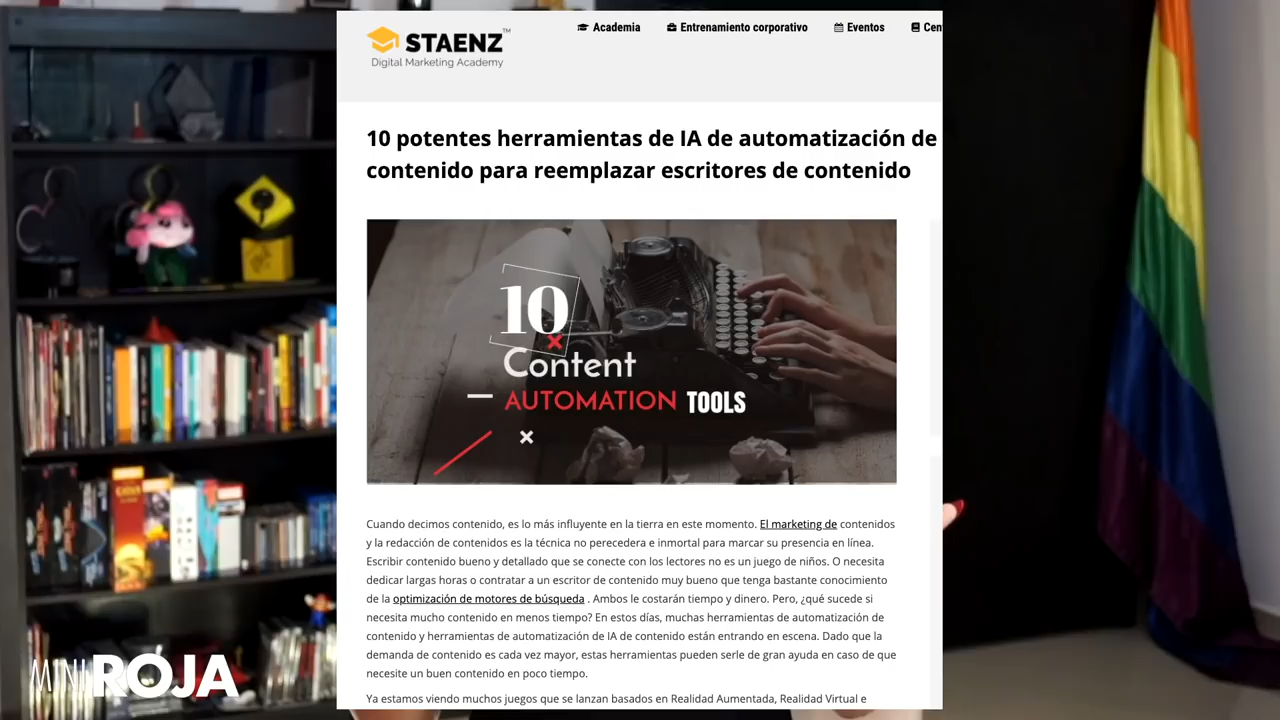 STAENZ™
Digital Marketing Academy
Academia
Entrenamiento corporativo
Eventos
Cen
10 potentes herramientas de IA de automatización de
contenido para reemplazar escritores de contenido
10
Content
AUTOMATION TOOLS
Cuando decimos contenido, es lo más influyente en la tierra en este momento. El marketing de contenidos
y la redacción de contenidos es la técnica no perecedera e inmortal para marcar su presencia en línea.
Escribir contenido bueno y detallado que se conecte con los lectores no es un juego de niños. O necesita
dedicar largas horas o contratar a un escritor de contenido muy bueno que tenga bastante conocimiento
de la optimización de motores de búsqueda . Ambos le costarán tiempo y dinero. Pero, ¿qué sucede si
necesita mucho contenido en menos tiempo? En estos días, muchas herramientas de automatización de
contenido y herramientas de automatización de IA de contenido están entrando en escena. Dado que la
demanda de contenido es cada vez mayor, estas herramientas pueden serle de gran ayuda en caso de que
necesite un buen contenido en poco tiempo.
Ya estamos viendo muchos juegos que se lanzan basados en Realidad Aumentada, Realidad Virtual e
MINI ROJA